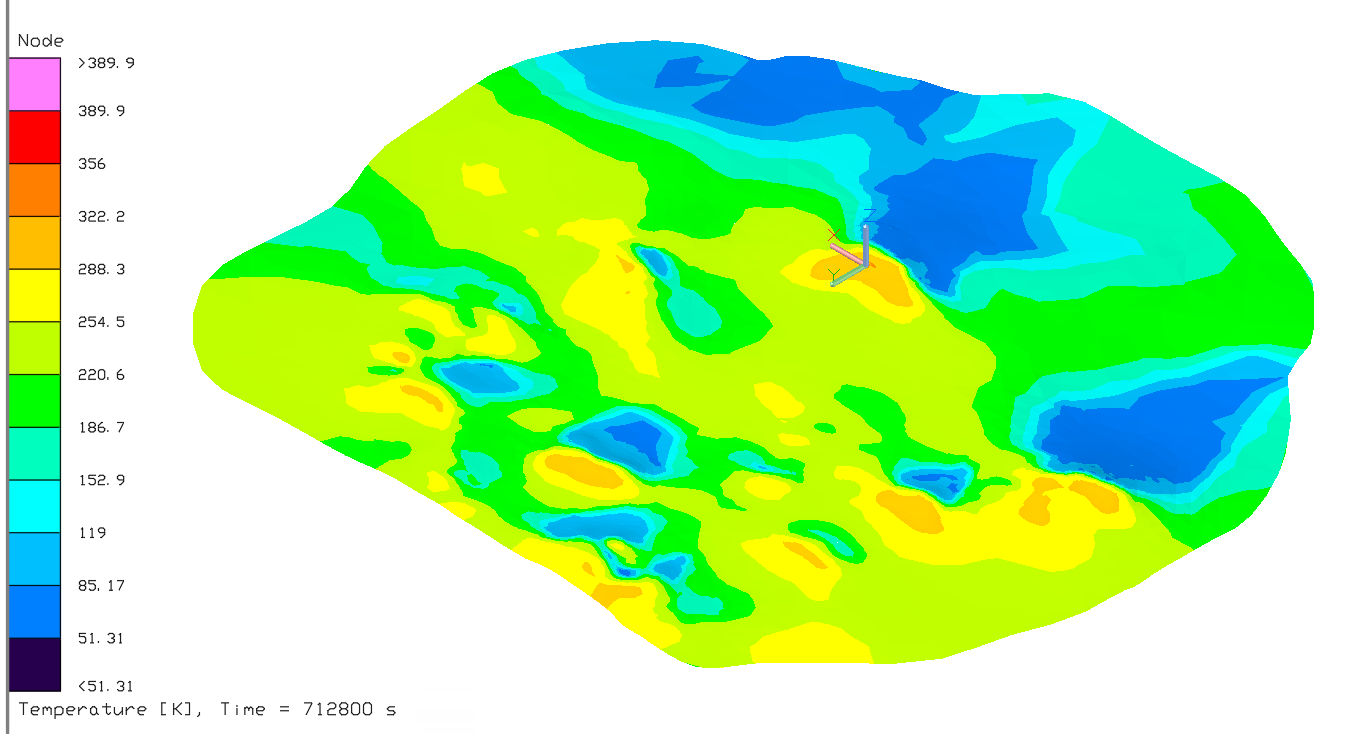 Node
>389.9
389.9
356
322.2
288.3
254.5
220.6
186.7
152.9
119
85.17
51.31
<51.31
Temperature [K], Time = 712800 s
Z
X
Y